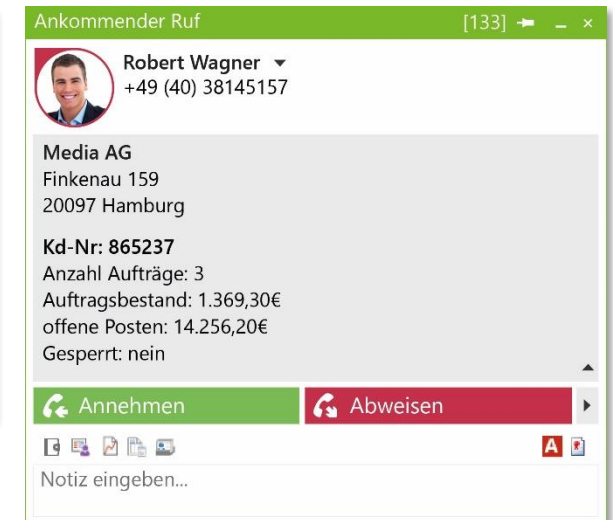 Ankommender Ruf [133]
Robert Wagner
+49 (40) 38145157
Media AG
Finkenau 159
20097 Hamburg
Kd-Nr: 865237
Anzahl Aufträge: 3
Auftragsbestand: 1.369,30€
offene Posten: 14.256,20€
Gesperrt: nein
Annehmen Abweisen
A
Notiz eingeben...